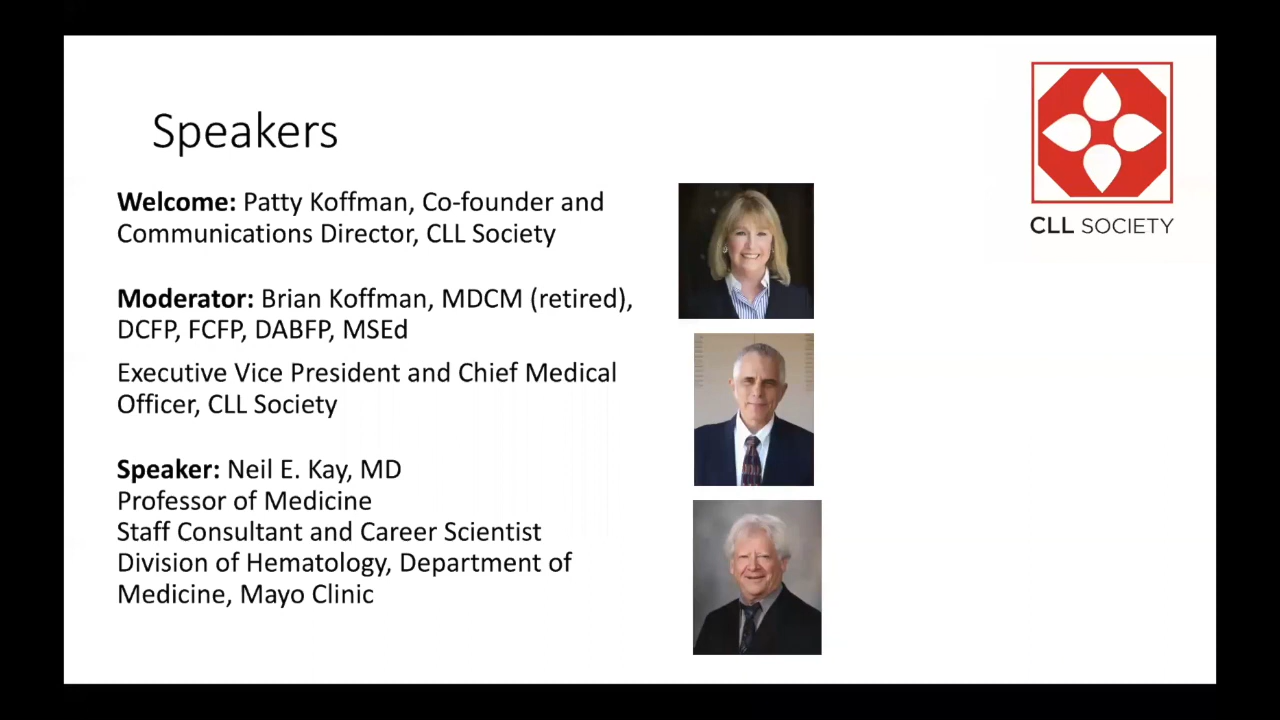 Speakers
Welcome: Patty Koffman, Co-founder and
Communications Director, CLL Society
Moderator: Brian Koffman, MDCM (retired),
DCFP, FCFP, DABFP, MSEd
Executive Vice President and Chief Medical
Officer, CLL Society
Speaker: Neil E. Kay, MD
Professor of Medicine
Staff Consultant and Career Scientist
Division of Hematology, Department of
Medicine, Mayo Clinic
CLL SOCIETY